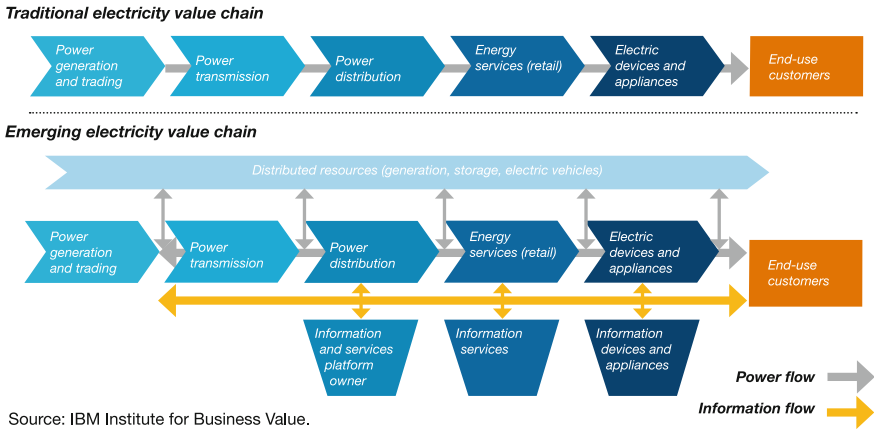 Traditional electricity value chain
Power
generation
and trading
Power
transmission
Power
distribution
Energy
services (retail)
Electric
devices and
appliances
End-use
customers
Emerging electricity value chain
Distributed resources (generation, storage, electric vehicles)
Power
generation
and trading
Power
transmission
Power
distribution
Energy
services (retail)
Electric
devices and
appliances
End-use
customers
Information
and services
platform
owner
Information
services
Information
devices and
appliances
Power flow
Information flow
Source: IBM Institute for Business Value.